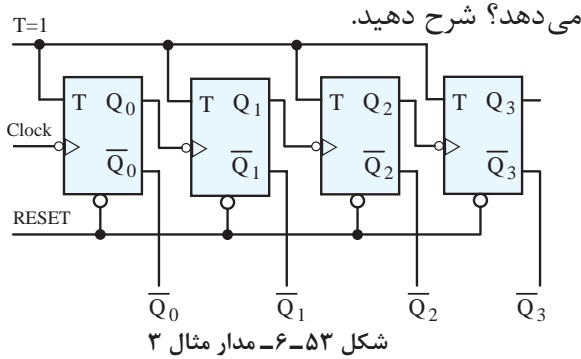 می‌دهد؟ شرح دهید.
T=1
T Q0 T Q1 T Q2 T Q3
Clock
Q̅0 Q̅1 Q̅2 Q̅3
RESET
Q̅0 Q̅1 Q̅2 Q̅3
شکل ۵۳ــ۶ــ مدار مثال ۳